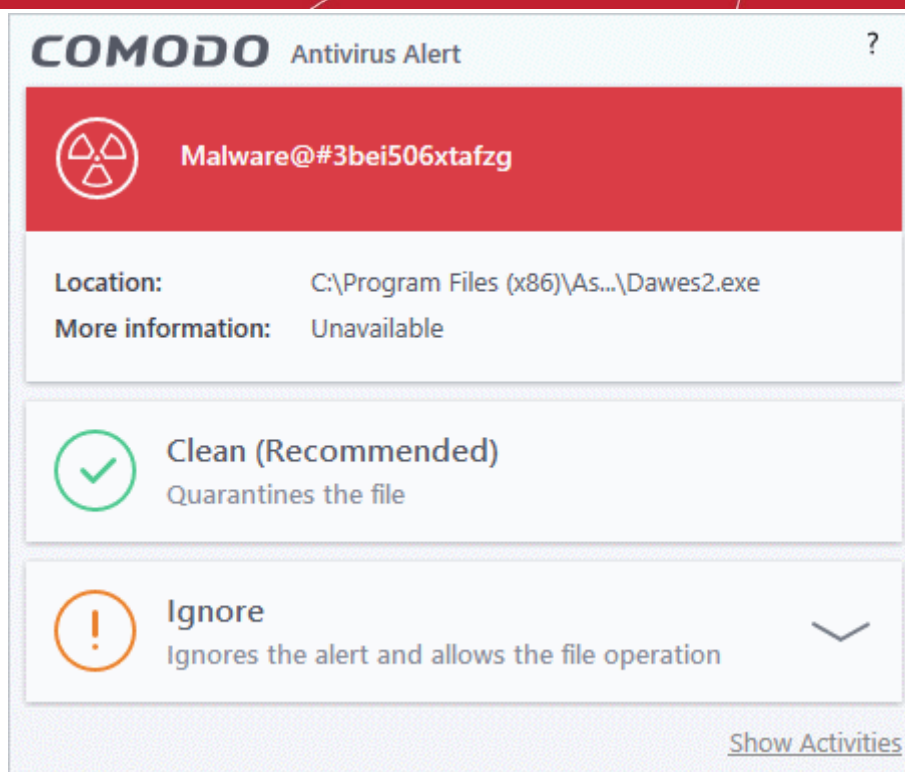 COMODO Antivirus Alert ?
Malware@#3bei506xtafzg
Location: C:\Program Files (x86)\As...\Dawes2.exe
More information: Unavailable
Clean (Recommended)
Quarantines the file
Ignore
Ignores the alert and allows the file operation
Show Activities